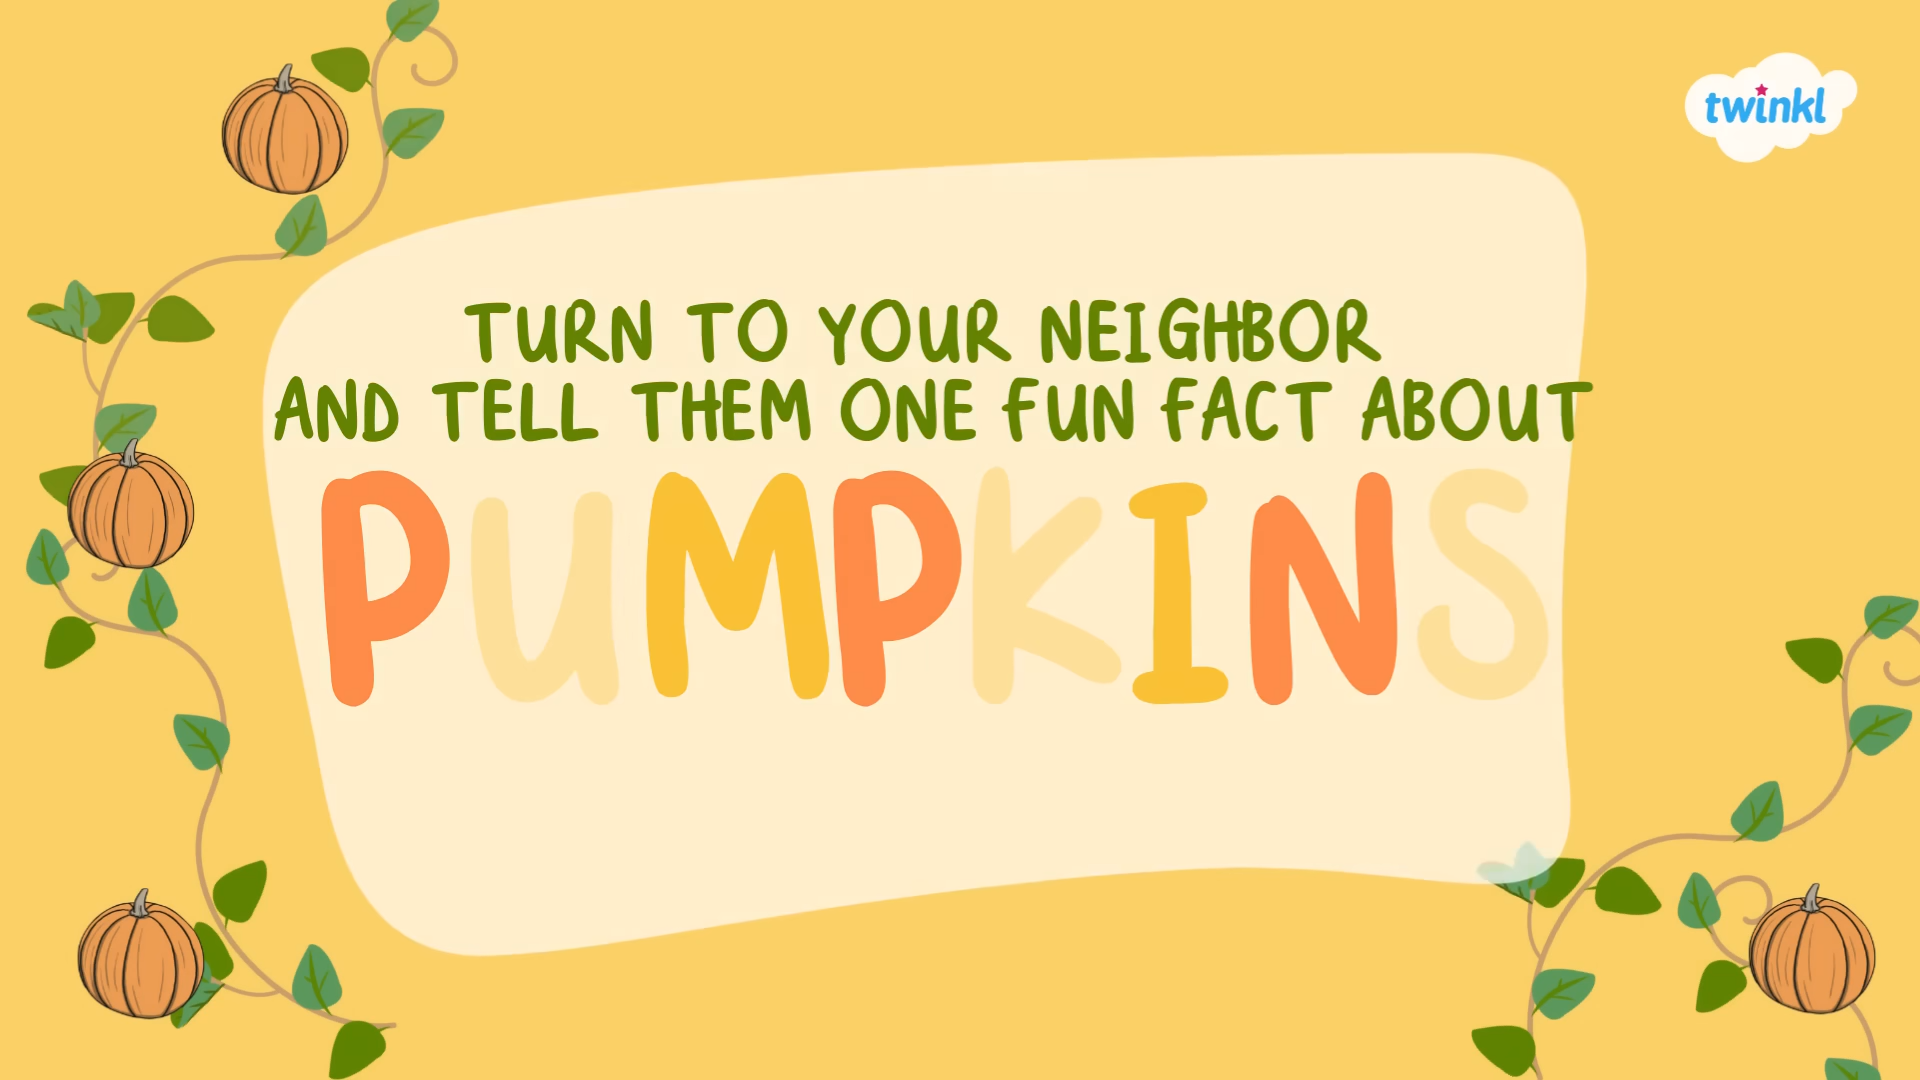 twinkl
TURN TO YOUR NEIGHBOR
AND TELL THEM ONE FUN FACT ABOUT
PUMPKINS